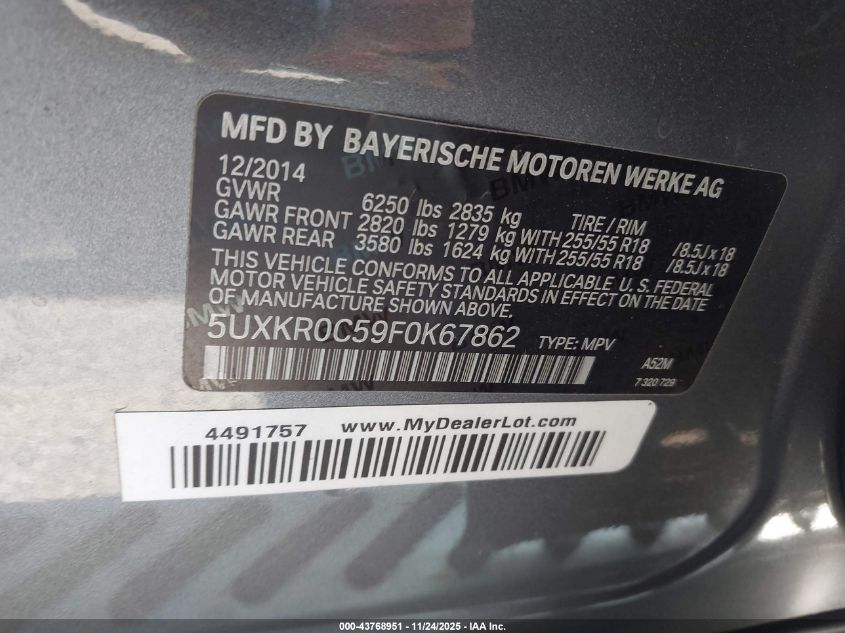 MFD BY BAYERISCHE MOTOREN WERKE AG
12/2014
GVWR 6250 lbs 2835 kg TIRE / RIM
GAWR FRONT 2820 lbs 1279 kg WITH 255/55 R18 /8.5J x 18
GAWR REAR 3580 lbs 1624 kg WITH 255/55 R18 /8.5J x 18
THIS VEHICLE CONFORMS TO ALL APPLICABLE U. S. FEDERAL
MOTOR VEHICLE SAFETY STANDARDS IN EFFECT ON THE DATE
OF MANUFACTURE SHOWN ABOVE.
5UXKR0C59F0K67862 TYPE: MPV
A52M
7 320 729
4491757 www.MyDealerLot.com
000-43768951 - 11/24/2025 - IAA Inc.